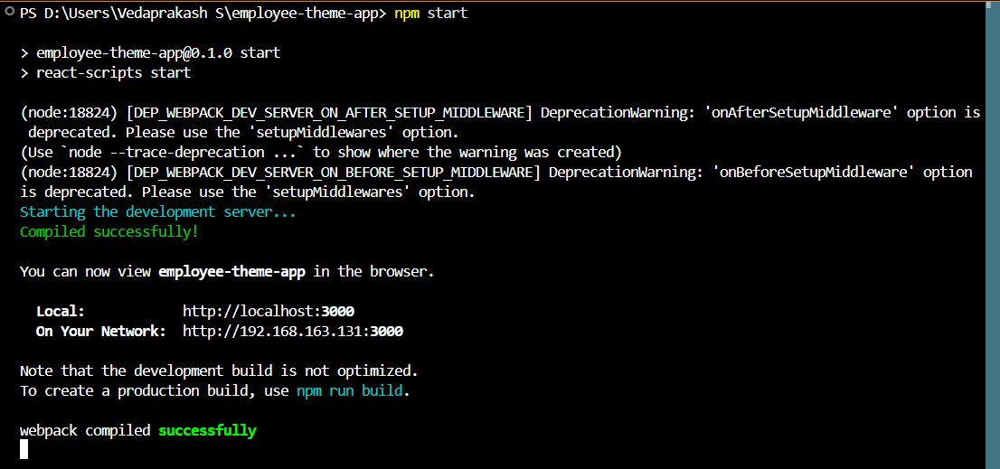 PS D:\Users\Vedaprakash S\employee-theme-app> npm start
> employee-theme-app@0.1.0 start
> react-scripts start
(node:18824) [DEP_WEBPACK_DEV_SERVER_ON_AFTER_SETUP_MIDDLEWARE] DeprecationWarning: 'onAfterSetupMiddleware' option is
deprecated. Please use the 'setupMiddlewares' option.
(Use `node --trace-deprecation ...` to show where the warning was created)
(node:18824) [DEP_WEBPACK_DEV_SERVER_ON_BEFORE_SETUP_MIDDLEWARE] DeprecationWarning: 'onBeforeSetupMiddleware' option
is deprecated. Please use the 'setupMiddlewares' option.
Starting the development server...
Compiled successfully!
You can now view employee-theme-app in the browser.
Local: http://localhost:3000
On Your Network: http://192.168.163.131:3000
Note that the development build is not optimized.
To create a production build, use npm run build.
webpack compiled successfully